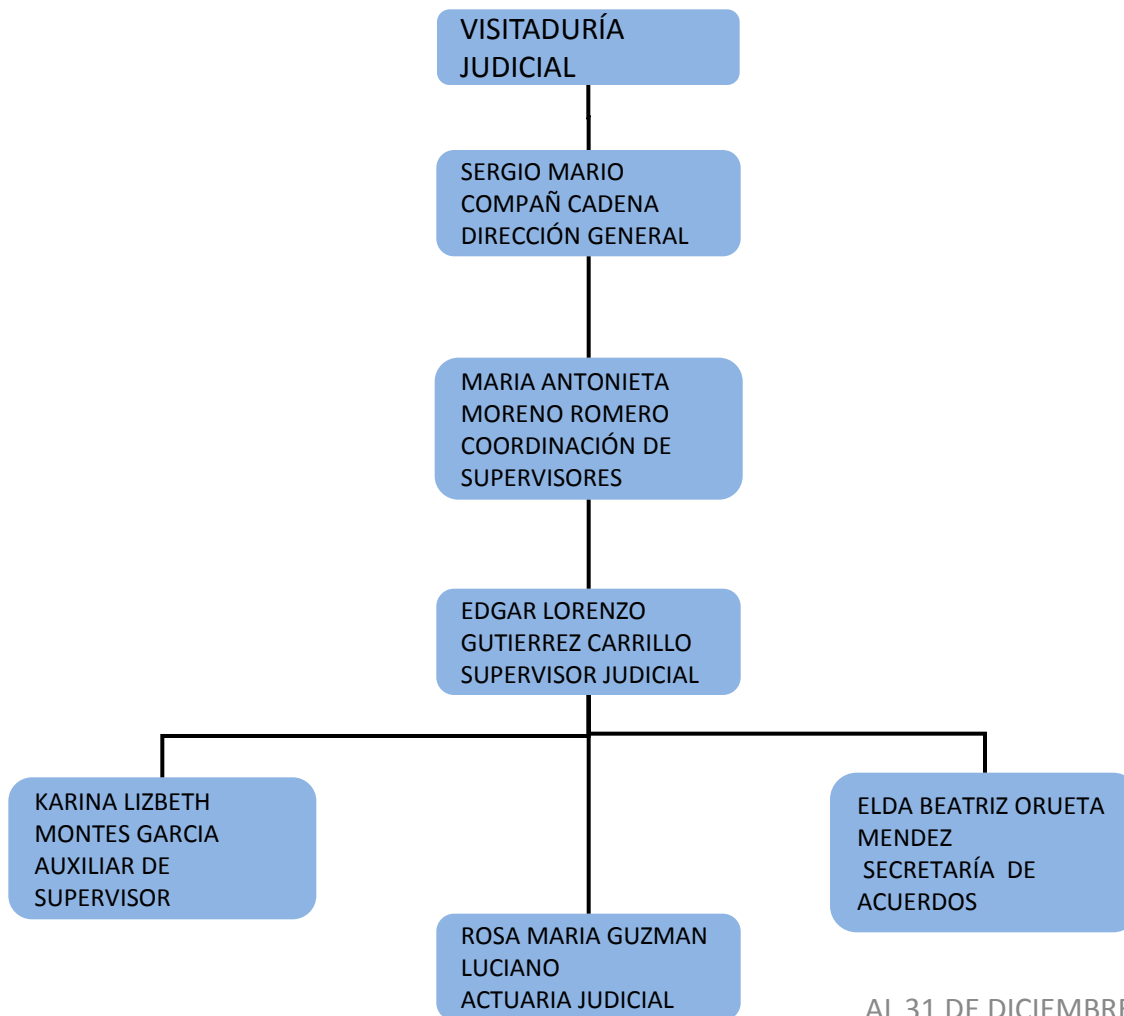 VISITADURÍA
JUDICIAL
SERGIO MARIO
COMPAÑ CADENA
DIRECCIÓN GENERAL
MARIA ANTONIETA
MORENO ROMERO
COORDINACIÓN DE
SUPERVISORES
EDGAR LORENZO
GUTIERREZ CARRILLO
SUPERVISOR JUDICIAL
KARINA LIZBETH
MONTES GARCIA
AUXILIAR DE
SUPERVISOR
ELDA BEATRIZ ORUETA
MENDEZ
SECRETARÍA  DE
ACUERDOS
ROSA MARIA GUZMAN
LUCIANO
ACTUARIA JUDICIAL
AL 31 DE DICIEMBRE